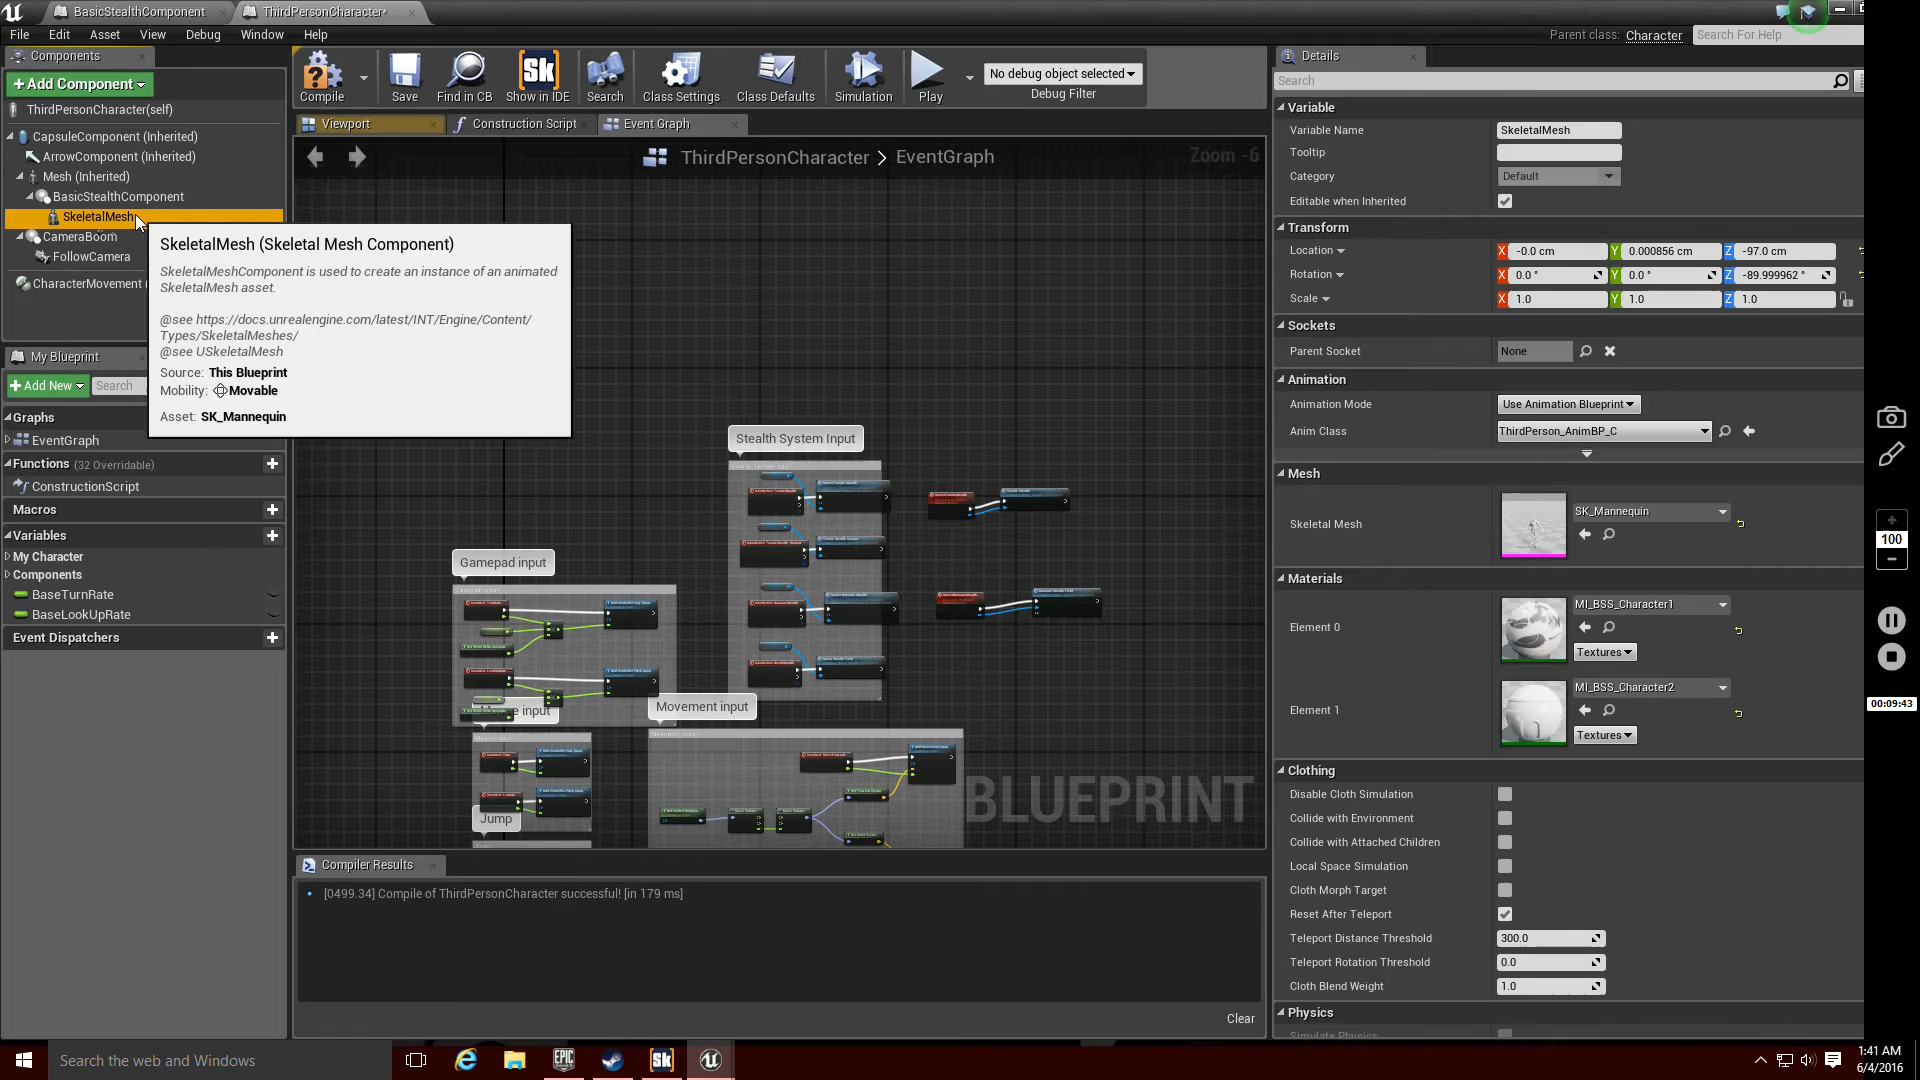 BasicStealthComponent
ThirdPersonCharacter*
File Edit Asset View Debug Window Help
Parent class: Character
Search For Help
Components
+Add Component
ThirdPersonCharacter(self)
CapsuleComponent (Inherited)
ArrowComponent (Inherited)
Mesh (Inherited)
BasicStealthComponent
SkeletalMesh
CameraBoom
FollowCamera
CharacterMovement (
SkeletalMesh (Skeletal Mesh Component)
SkeletalMeshComponent is used to create an instance of an animated
SkeletalMesh asset.
@see https://docs.unrealengine.com/latest/INT/Engine/Content/
Types/SkeletalMeshes/
@see USkeletalMesh
Source: This Blueprint
Mobility: Movable
Asset: SK_Mannequin
My Blueprint
+Add New
Search
Graphs
EventGraph
Functions (32 Overridable)
ConstructionScript
Macros
Variables
My Character
Components
BaseTurnRate
BaseLookUpRate
Event Dispatchers
Compile
Save
Find in CB
Show in IDE
Search
Class Settings
Class Defaults
Simulation
Play
No debug object selected
Debug Filter
Viewport
Construction Script
Event Graph
ThirdPersonCharacter > EventGraph
Zoom -6
Stealth System Input
Gamepad input
input
Movement input
Jump
BLUEPRINT
Compiler Results
[0499.34] Compile of ThirdPersonCharacter successful! [in 179 ms]
Clear
Details
Search
Variable
Variable Name SkeletalMesh
Tooltip
Category Default
Editable when Inherited
Transform
Location X -0.0 cm Y 0.000856 cm Z -97.0 cm
Rotation X 0.0 ° Y 0.0 ° Z -89.999962 °
Scale X 1.0 Y 1.0 Z 1.0
Sockets
Parent Socket None
Animation
Animation Mode Use Animation Blueprint
Anim Class ThirdPerson_AnimBP_C
Mesh
Skeletal Mesh SK_Mannequin
Materials
Element 0 MI_BSS_Character1
Textures
Element 1 MI_BSS_Character2
Textures
Clothing
Disable Cloth Simulation
Collide with Environment
Collide with Attached Children
Local Space Simulation
Cloth Morph Target
Reset After Teleport
Teleport Distance Threshold 300.0
Teleport Rotation Threshold 0.0
Cloth Blend Weight 1.0
Physics
Simulate Physics
100
00:09:43
Search the web and Windows
EPIC
Sk
1:41 AM
6/4/2016